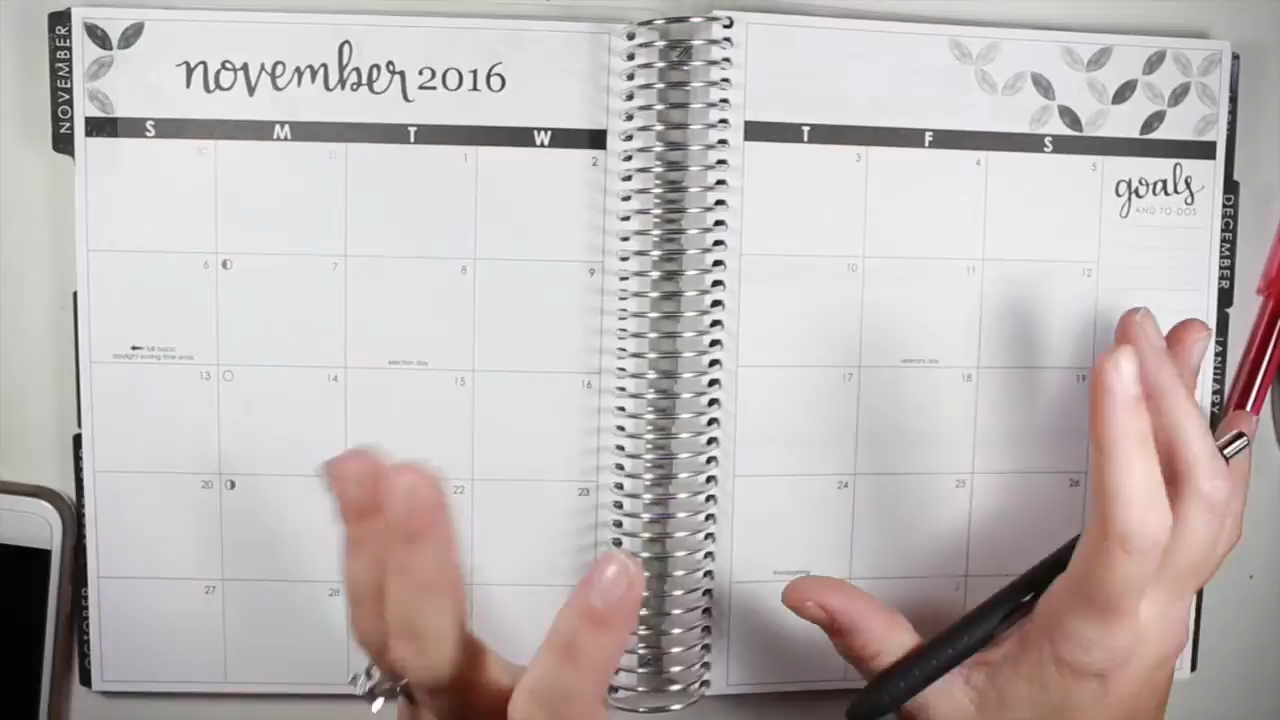 NOVEMBER
november 2016
S M T W T F S
30 31 1 2 3 4 5
goals
AND TO-DOS
6 7 8 9 10 11 12
fall back!
daylight saving time ends
election day
veterans day
DECEMBER
13 14 15 16 17 18 19
JANUARY
20 22 23 24 25 26
thanksgiving
27 28
OCTOBER